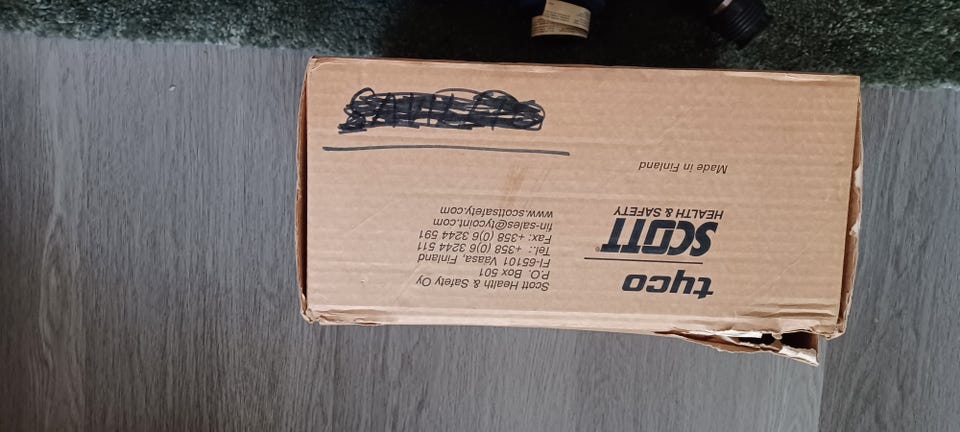 tyco
SCOTT®
HEALTH & SAFETY
Scott Health & Safety Oy
P.O. Box 501
FI-65101 Vaasa, Finland
Tel.: +358 (0)6 3244 511
Fax: +358 (0)6 3244 591
fin-sales@tycoint.com
www.scottsafety.com
Made in Finland